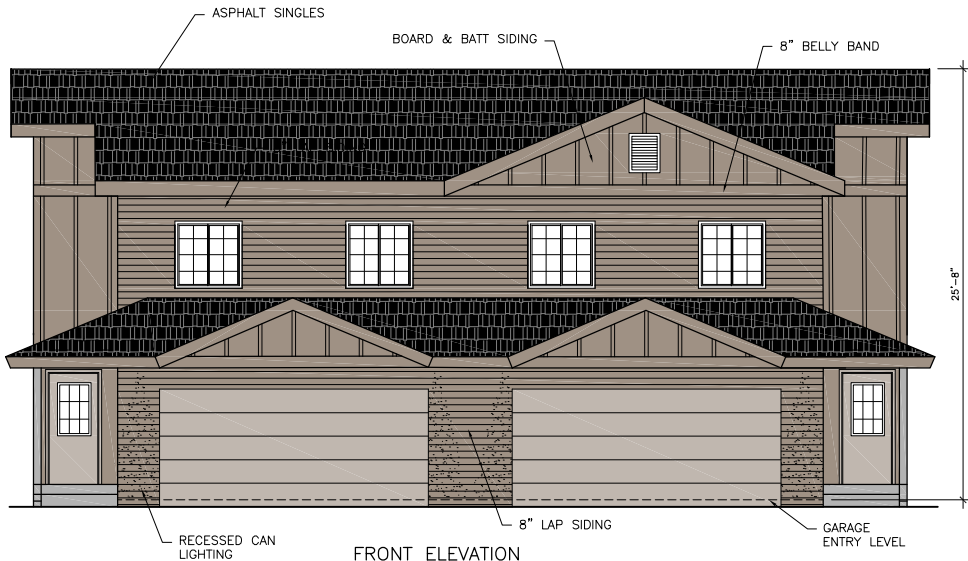 ASPHALT SINGLES
BOARD & BATT SIDING
8" BELLY BAND
25'-8"
8" LAP SIDING
RECESSED CAN
LIGHTING
GARAGE
ENTRY LEVEL
FRONT ELEVATION